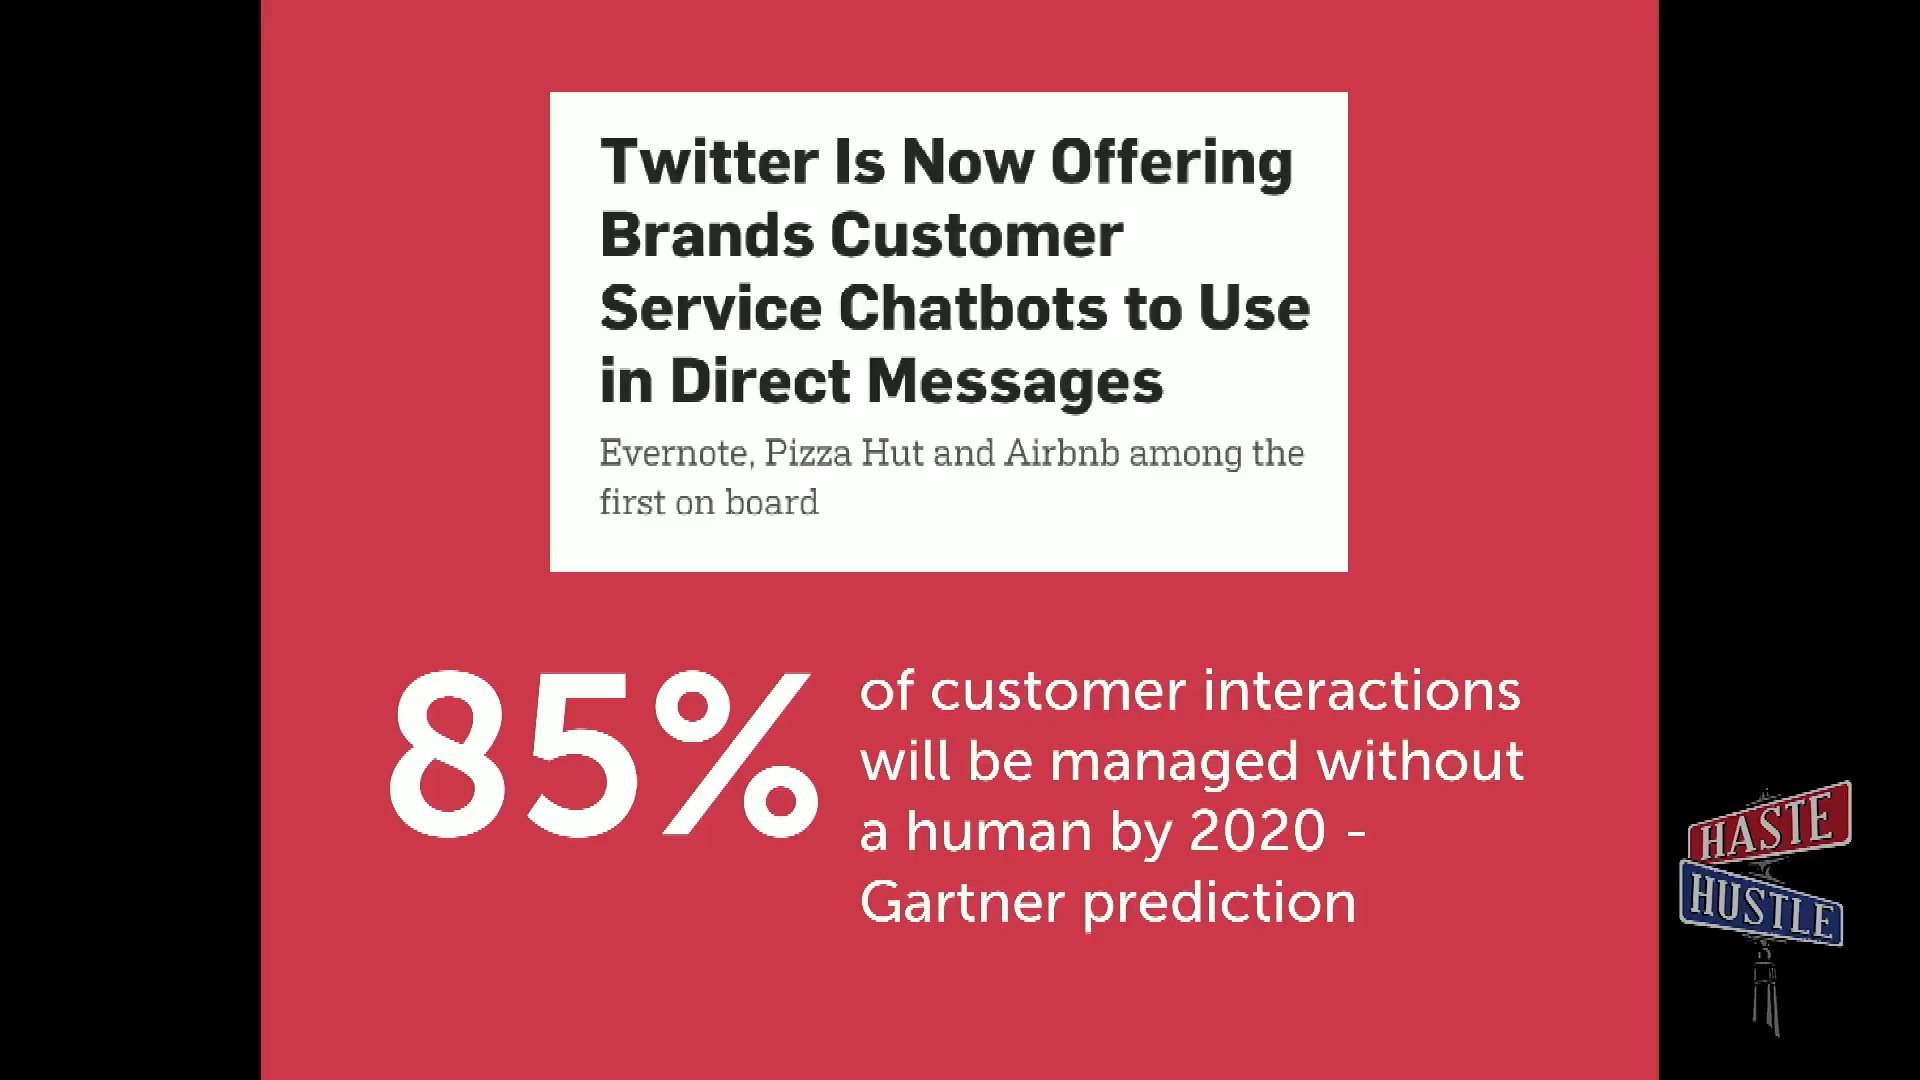 Twitter Is Now Offering
Brands Customer
Service Chatbots to Use
in Direct Messages
Evernote, Pizza Hut and Airbnb among the
first on board
85%
of customer interactions
will be managed without
a human by 2020 -
Gartner prediction
HASTE
HUSTLE